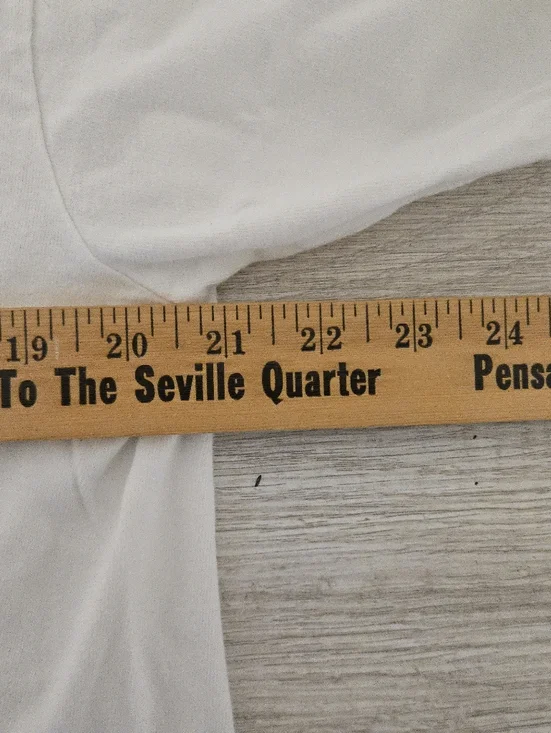 19 20 21 22 23 24
To The Seville Quarter Pensa